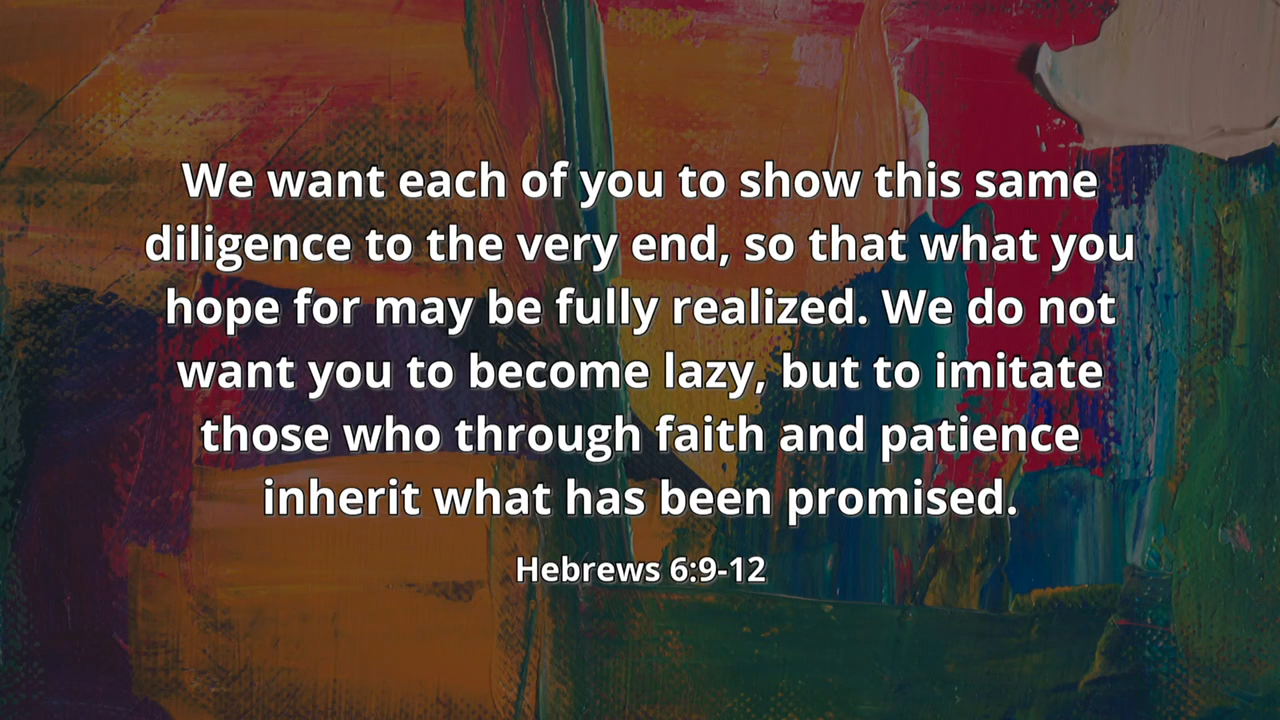 We want each of you to show this same
diligence to the very end, so that what you
hope for may be fully realized. We do not
want you to become lazy, but to imitate
those who through faith and patience
inherit what has been promised.
Hebrews 6:9-12